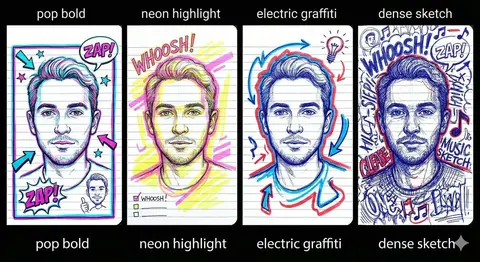 pop bold
neon highlight
electric graffiti
dense sketch
ZAP!
ZAP!
WHOOSH!
WHOOSH!
WHOOSH!
ZAP!
MUSIC
SKETCH
pop bold
neon highlight
electric graffiti
dense sketch